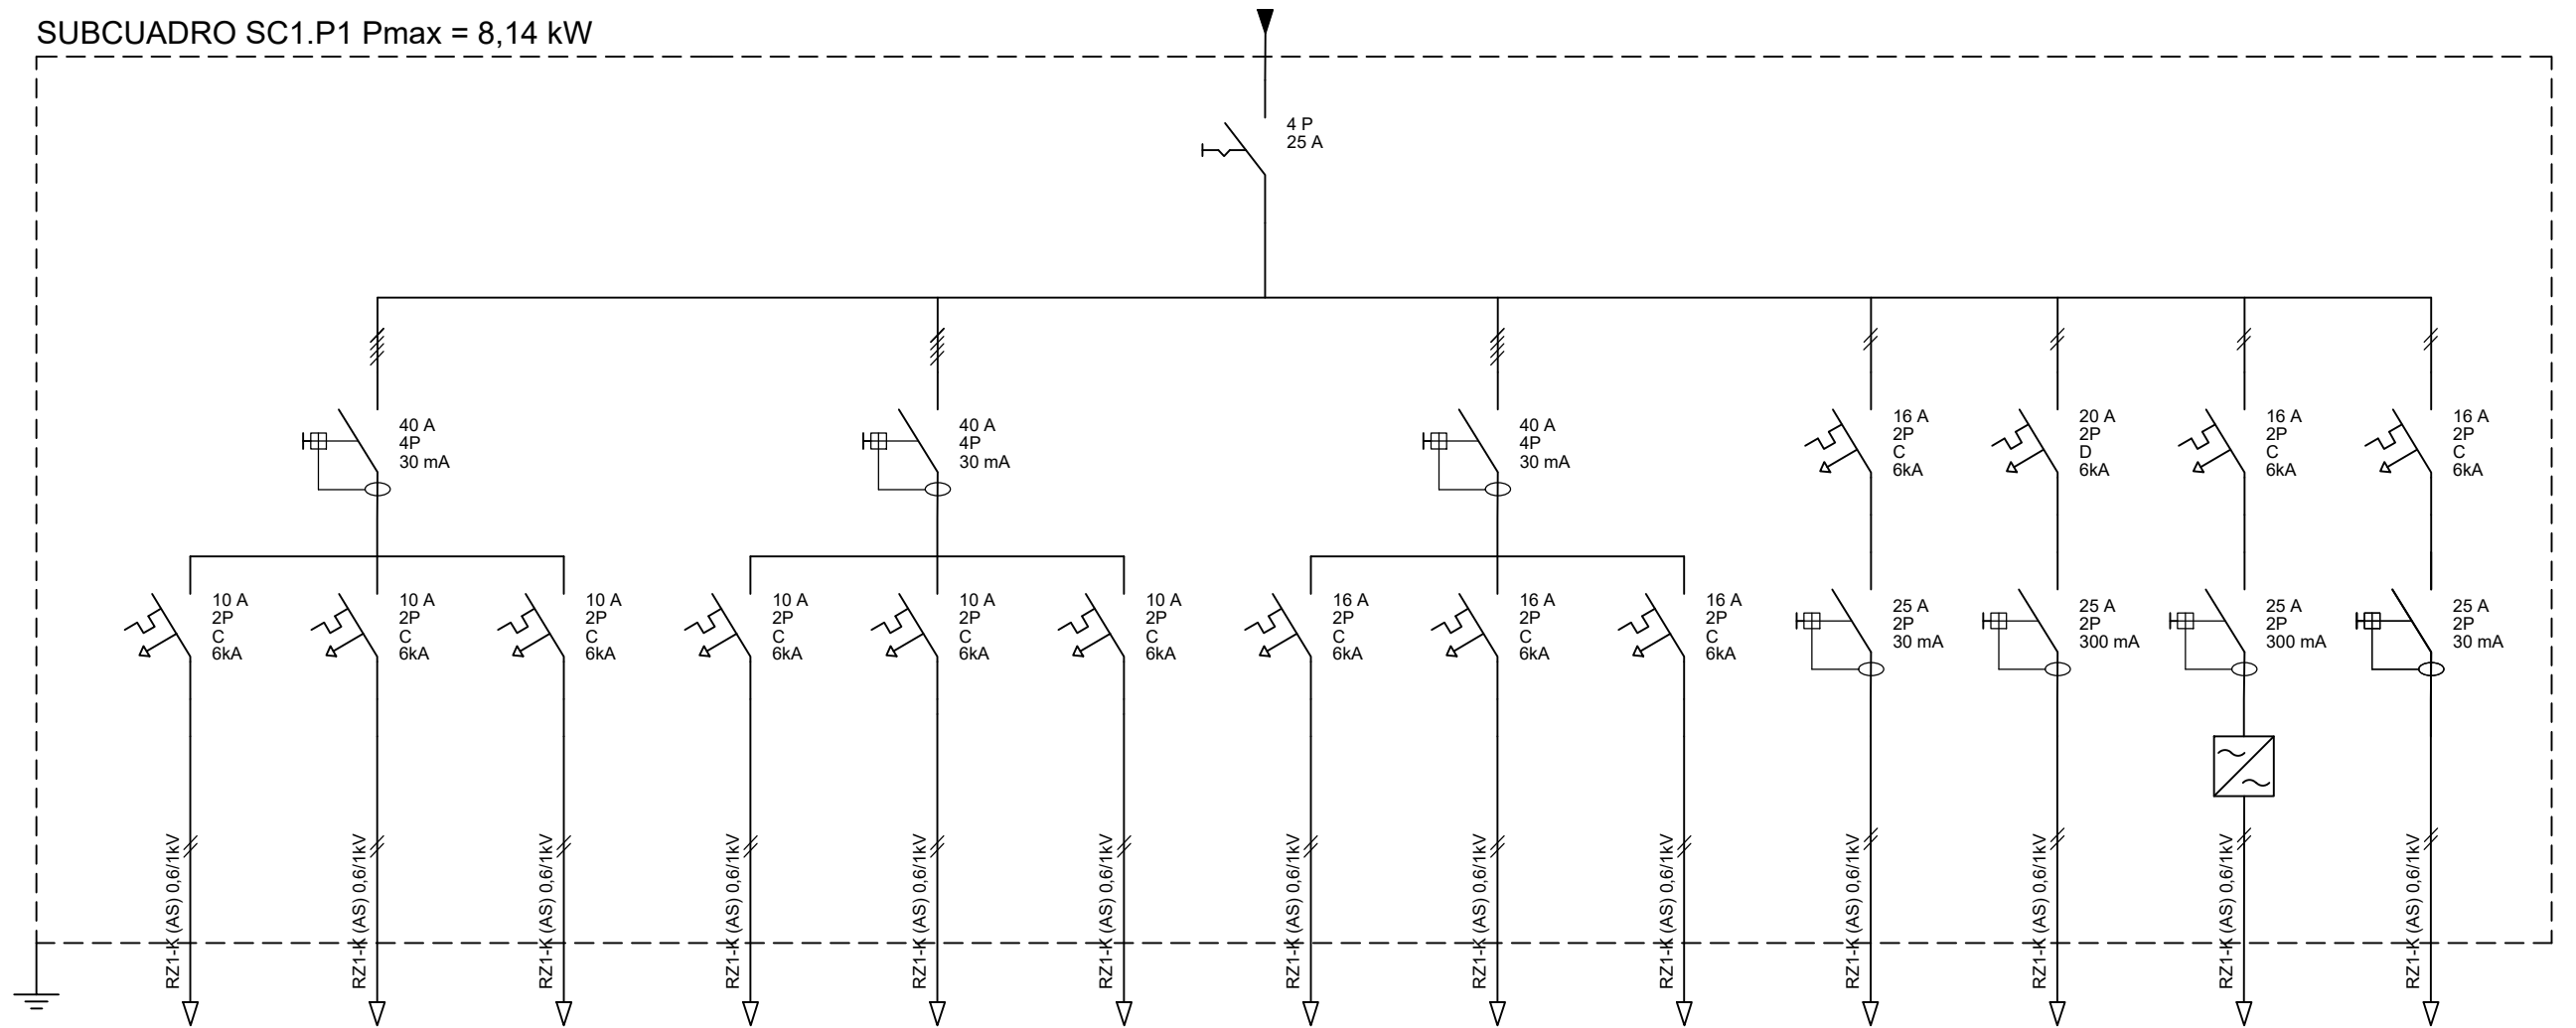 SUBCUADRO SC1.P1 Pmax = 8,14 kW
4 P
25 A
40 A
4P
30 mA
40 A
4P
30 mA
40 A
4P
30 mA
16 A
2P
C
6kA
20 A
2P
D
6kA
16 A
2P
C
6kA
16 A
2P
C
6kA
10 A
2P
C
6kA
10 A
2P
C
6kA
10 A
2P
C
6kA
10 A
2P
C
6kA
10 A
2P
C
6kA
10 A
2P
C
6kA
16 A
2P
C
6kA
16 A
2P
C
6kA
16 A
2P
C
6kA
25 A
2P
30 mA
25 A
2P
300 mA
25 A
2P
300 mA
25 A
2P
30 mA
RZ1-K (AS) 0,6/1kV
RZ1-K (AS) 0,6/1kV
RZ1-K (AS) 0,6/1kV
RZ1-K (AS) 0,6/1kV
RZ1-K (AS) 0,6/1kV
RZ1-K (AS) 0,6/1kV
RZ1-K (AS) 0,6/1kV
RZ1-K (AS) 0,6/1kV
RZ1-K (AS) 0,6/1kV
RZ1-K (AS) 0,6/1kV
RZ1-K (AS) 0,6/1kV
RZ1-K (AS) 0,6/1kV
RZ1-K (AS) 0,6/1kV